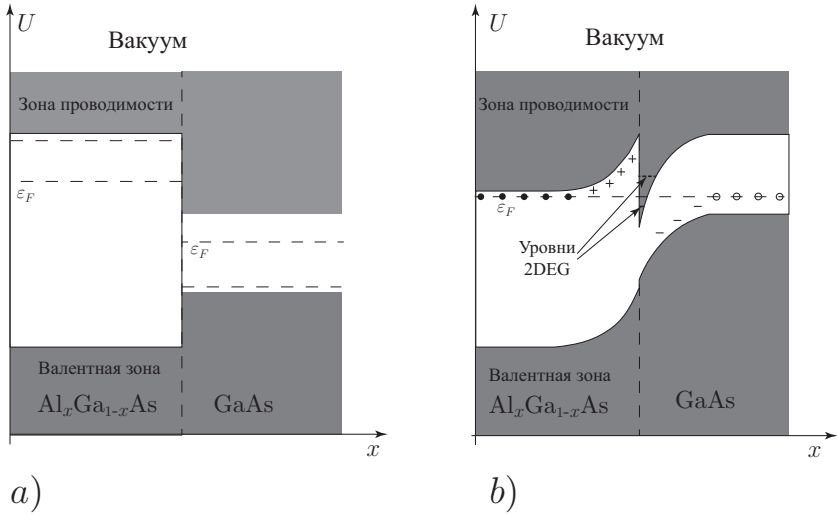 U
Вакуум
Зона проводимости
ε_F
ε_F
Валентная зона
Al_xGa_{1-x}As
GaAs
x
a)
U
Вакуум
Зона проводимости
+ + + + +
ε_F
Уровни
2DEG
Валентная зона
Al_xGa_{1-x}As
GaAs
x
b)